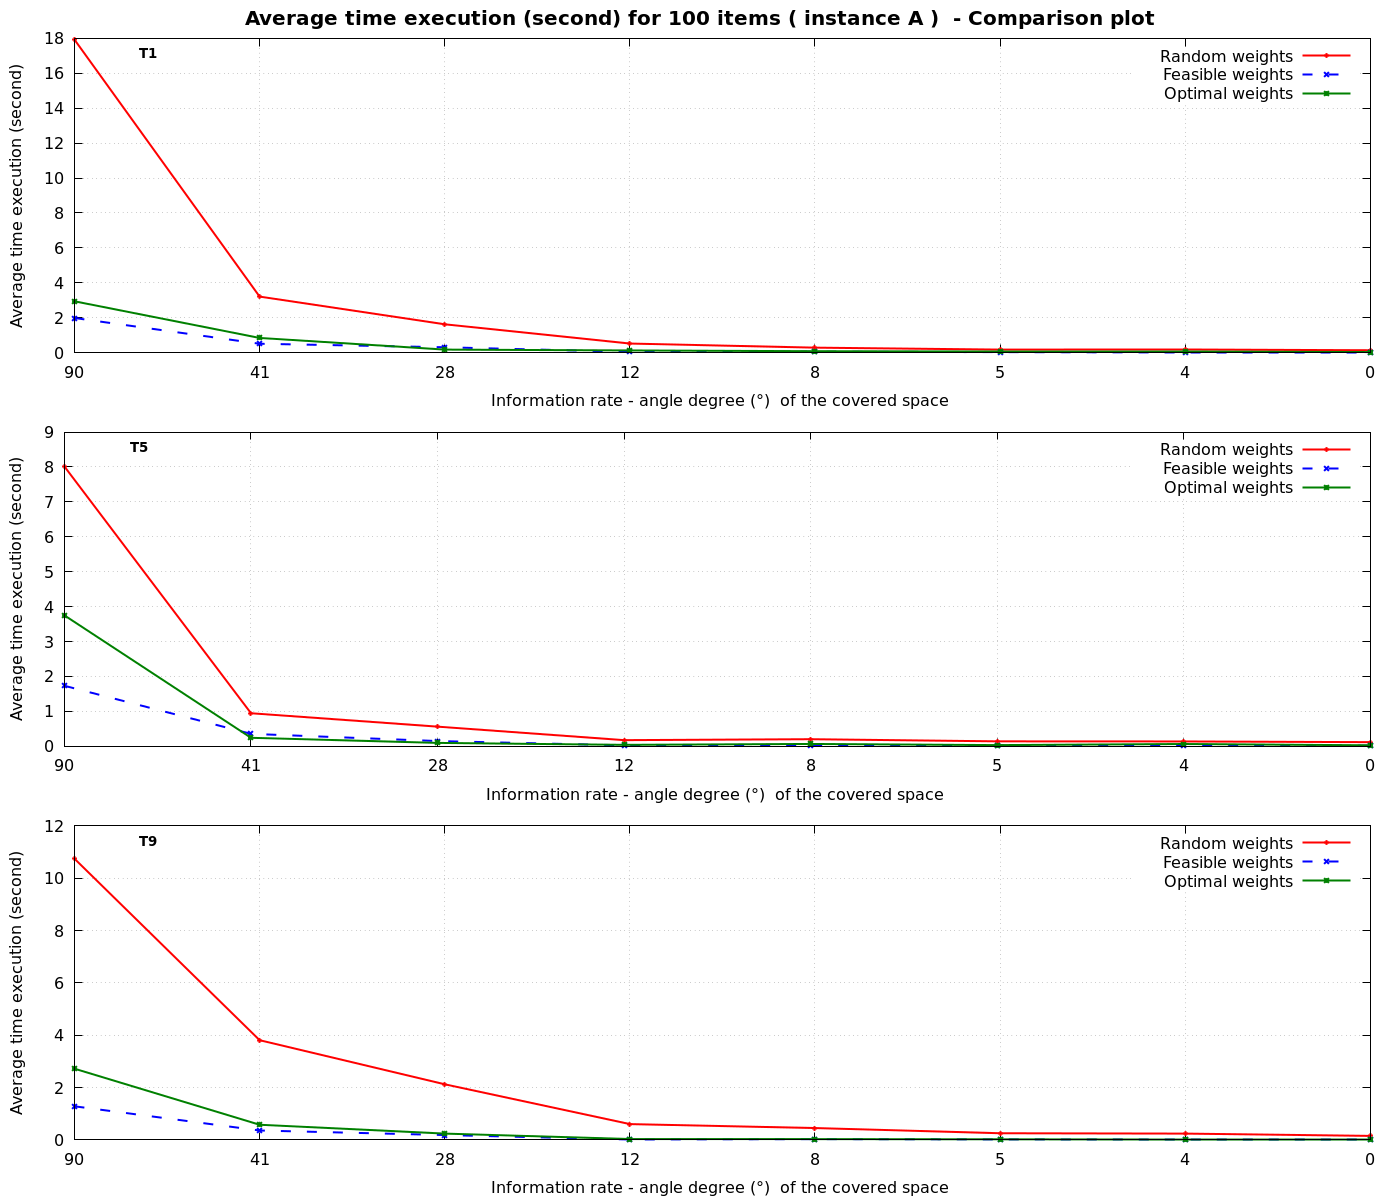 Average time execution (second) for 100 items ( instance A )  - Comparison plot
T1
Random weights
Feasible weights
Optimal weights
Average time execution (second)
18
16
14
12
10
8
6
4
2
0
90 41 28 12 8 5 4 0
Information rate - angle degree (°)  of the covered space
T5
Random weights
Feasible weights
Optimal weights
Average time execution (second)
9
8
7
6
5
4
3
2
1
0
90 41 28 12 8 5 4 0
Information rate - angle degree (°)  of the covered space
T9
Random weights
Feasible weights
Optimal weights
Average time execution (second)
12
10
8
6
4
2
0
90 41 28 12 8 5 4 0
Information rate - angle degree (°)  of the covered space